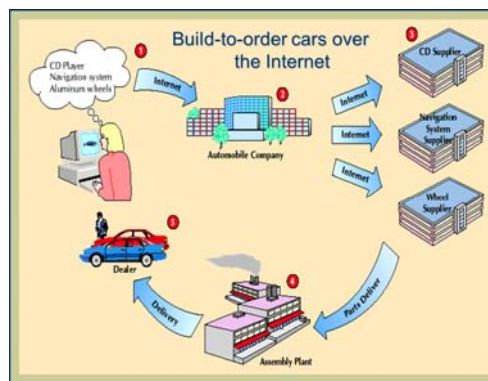 Build-to-order cars over
the Internet
1
CD Player
Navigation system
Aluminum wheels
Internet
2
Automobile Company
Internet
Internet
Internet
3
CD Supplier
Navigation
System
Supplier
Wheel
Supplier
Parts Deliver
4
Assembly Plant
Delivery
5
Dealer